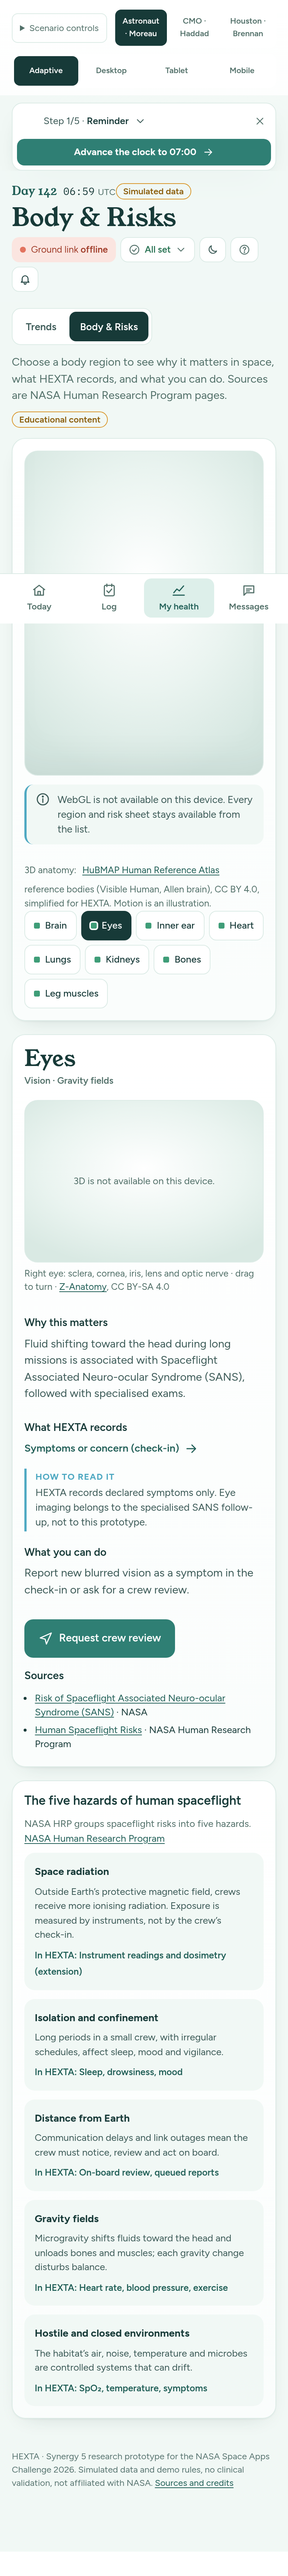 ▶ Scenario controls
Astronaut
· Moreau
CMO ·
Haddad
Houston ·
Brennan
Adaptive
Desktop
Tablet
Mobile
Step 1/5 · Reminder
Advance the clock to 07:00 →
Day 142 06:59 UTC Simulated data
Body & Risks
Ground link offline
All set
Trends
Body & Risks
Choose a body region to see why it matters in space,
what HEXTA records, and what you can do. Sources
are NASA Human Research Program pages.
Educational content
Today
Log
My health
Messages
WebGL is not available on this device. Every
region and risk sheet stays available from
the list.
3D anatomy: HuBMAP Human Reference Atlas
reference bodies (Visible Human, Allen brain), CC BY 4.0,
simplified for HEXTA. Motion is an illustration.
Brain
Eyes
Inner ear
Heart
Lungs
Kidneys
Bones
Leg muscles
Eyes
Vision · Gravity fields
3D is not available on this device.
Right eye: sclera, cornea, iris, lens and optic nerve · drag
to turn · Z-Anatomy, CC BY-SA 4.0
Why this matters
Fluid shifting toward the head during long
missions is associated with Spaceflight
Associated Neuro-ocular Syndrome (SANS),
followed with specialised exams.
What HEXTA records
Symptoms or concern (check-in) →
HOW TO READ IT
HEXTA records declared symptoms only. Eye
imaging belongs to the specialised SANS follow-
up, not to this prototype.
What you can do
Report new blurred vision as a symptom in the
check-in or ask for a crew review.
Request crew review
Sources
• Risk of Spaceflight Associated Neuro-ocular
Syndrome (SANS) · NASA
• Human Spaceflight Risks · NASA Human Research
Program
The five hazards of human spaceflight
NASA HRP groups spaceflight risks into five hazards.
NASA Human Research Program
Space radiation
Outside Earth's protective magnetic field, crews
receive more ionising radiation. Exposure is
measured by instruments, not by the crew's
check-in.
In HEXTA: Instrument readings and dosimetry
(extension)
Isolation and confinement
Long periods in a small crew, with irregular
schedules, affect sleep, mood and vigilance.
In HEXTA: Sleep, drowsiness, mood
Distance from Earth
Communication delays and link outages mean the
crew must notice, review and act on board.
In HEXTA: On-board review, queued reports
Gravity fields
Microgravity shifts fluids toward the head and
unloads bones and muscles; each gravity change
disturbs balance.
In HEXTA: Heart rate, blood pressure, exercise
Hostile and closed environments
The habitat's air, noise, temperature and microbes
are controlled systems that can drift.
In HEXTA: SpO₂, temperature, symptoms
HEXTA · Synergy 5 research prototype for the NASA Space Apps
Challenge 2026. Simulated data and demo rules, no clinical
validation, not affiliated with NASA. Sources and credits